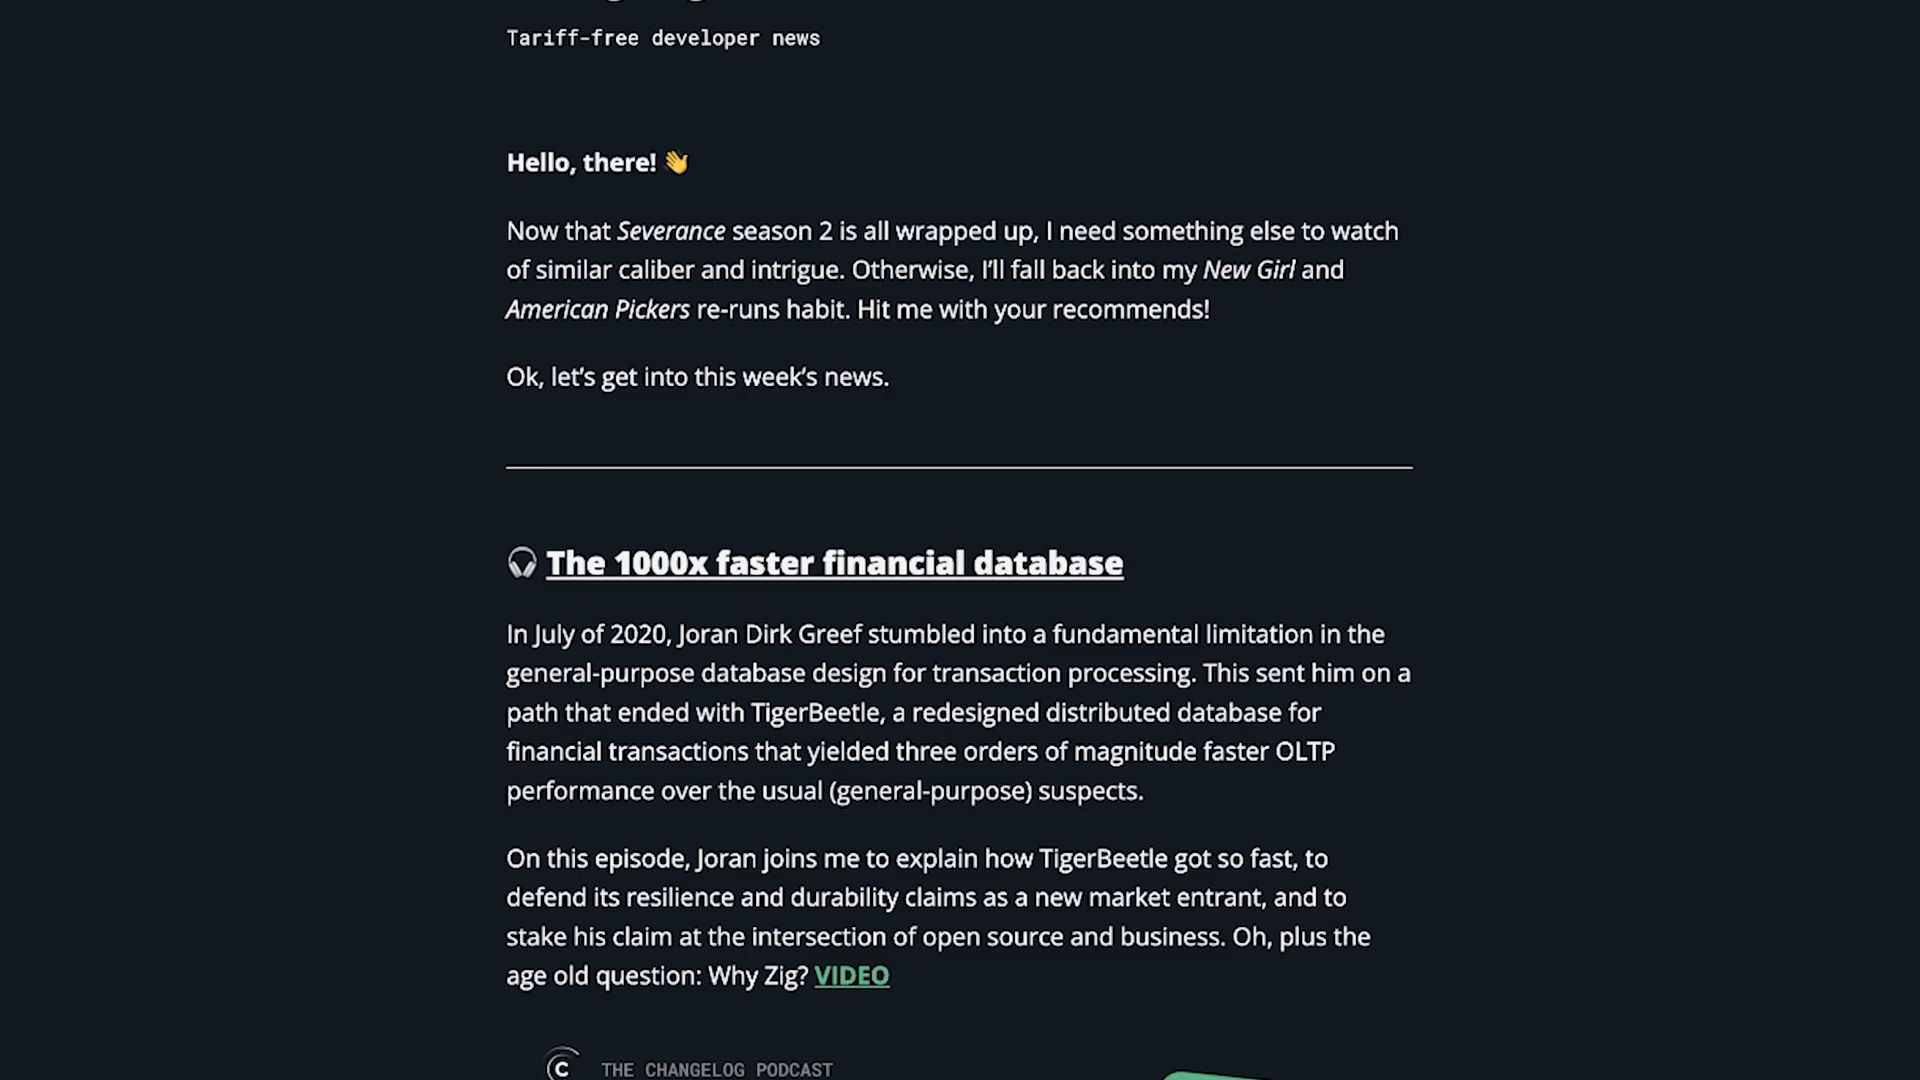 Tariff-free developer news
Hello, there! 👋
Now that Severance season 2 is all wrapped up, I need something else to watch
of similar caliber and intrigue. Otherwise, I’ll fall back into my New Girl and
American Pickers re-runs habit. Hit me with your recommends!
Ok, let’s get into this week’s news.
🎧 The 1000x faster financial database
In July of 2020, Joran Dirk Greef stumbled into a fundamental limitation in the
general-purpose database design for transaction processing. This sent him on a
path that ended with TigerBeetle, a redesigned distributed database for
financial transactions that yielded three orders of magnitude faster OLTP
performance over the usual (general-purpose) suspects.
On this episode, Joran joins me to explain how TigerBeetle got so fast, to
defend its resilience and durability claims as a new market entrant, and to
stake his claim at the intersection of open source and business. Oh, plus the
age old question: Why Zig? VIDEO
C THE CHANGELOG PODCAST